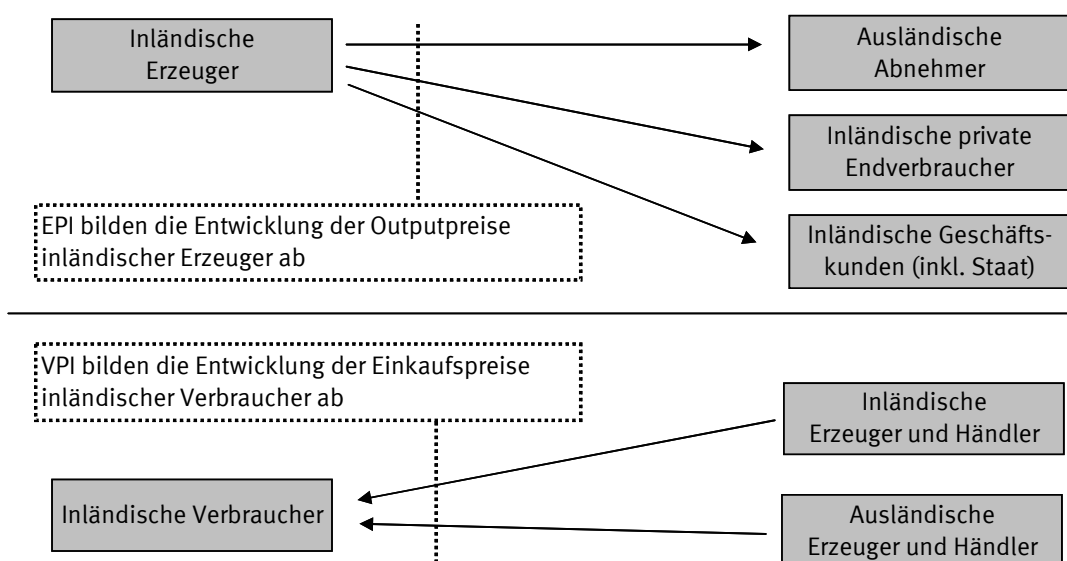 Inländische
Erzeuger
Ausländische
Abnehmer
Inländische private
Endverbraucher
EPI bilden die Entwicklung der Outputpreise
inländischer Erzeuger ab
Inländische Geschäfts-
kunden (inkl. Staat)
VPI bilden die Entwicklung der Einkaufspreise
inländischer Verbraucher ab
Inländische
Erzeuger und Händler
Inländische Verbraucher
Ausländische
Erzeuger und Händler